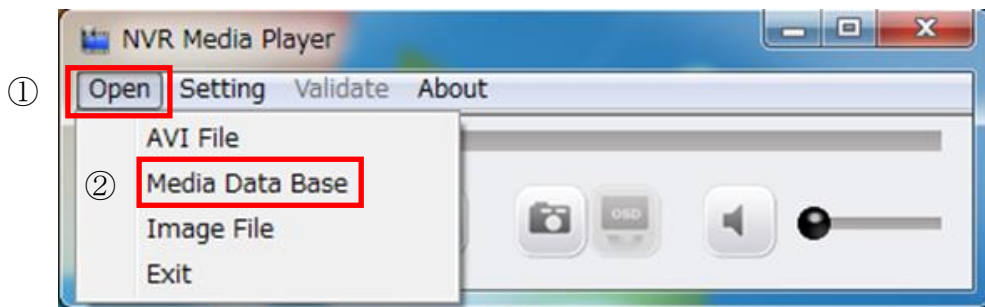 NVR Media Player
① Open Setting Validate About
AVI File
② Media Data Base
OSD
Image File
Exit